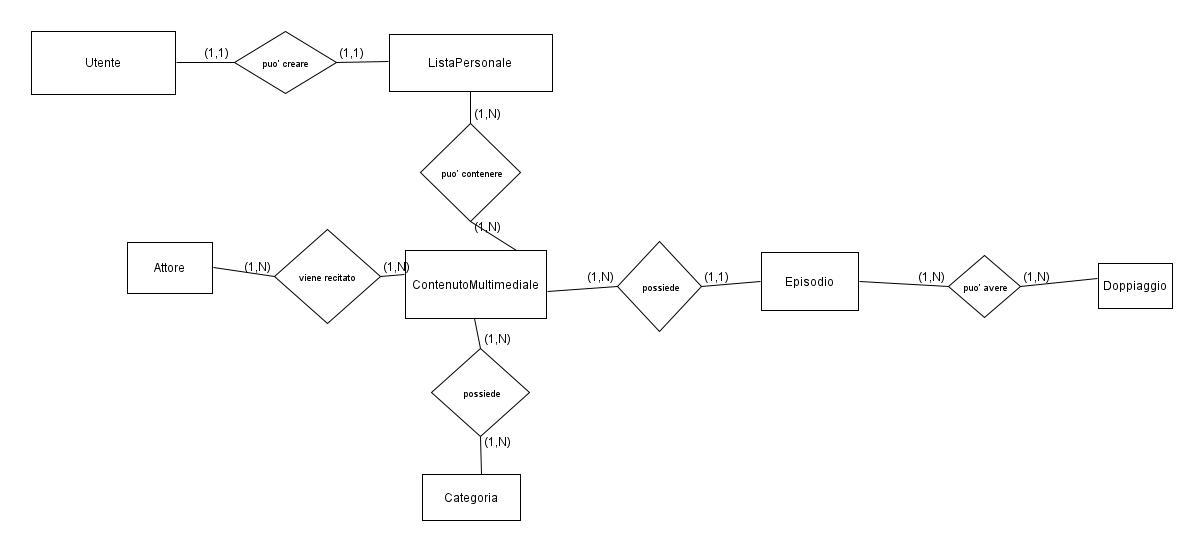 Utente
(1,1)
puo' creare
(1,1)
ListaPersonale
(1,N)
puo' contenere
(1,N)
Attore
(1,N)
viene recitato
(1,N)
ContenutoMultimediale
(1,N)
possiede
(1,1)
Episodio
(1,N)
puo' avere
(1,N)
Doppiaggio
(1,N)
possiede
(1,N)
Categoria